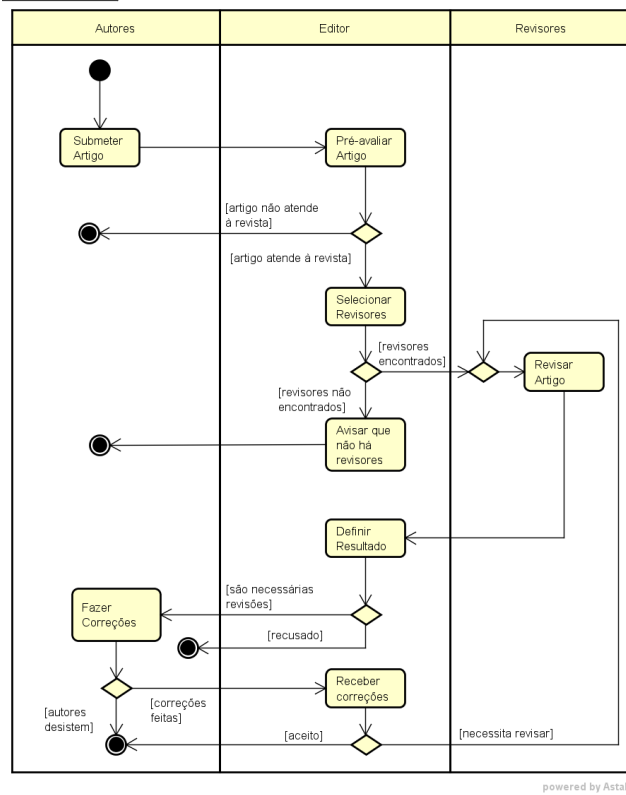 Autores
Editor
Revisores
Submeter
Artigo
Pré-avaliar
Artigo
[artigo não atende
á revista]
[artigo atende á revista]
Selecionar
Revisores
[revisores
encontrados]
Revisar
Artigo
[revisores não
encontrados]
Avisar que
não há
revisores
Definir
Resultado
[são necessárias
revisões]
Fazer
Correções
[recusado]
Receber
correções
[correções
feitas]
[autores
desistem]
[aceito]
[necessita revisar]
powered by Asta